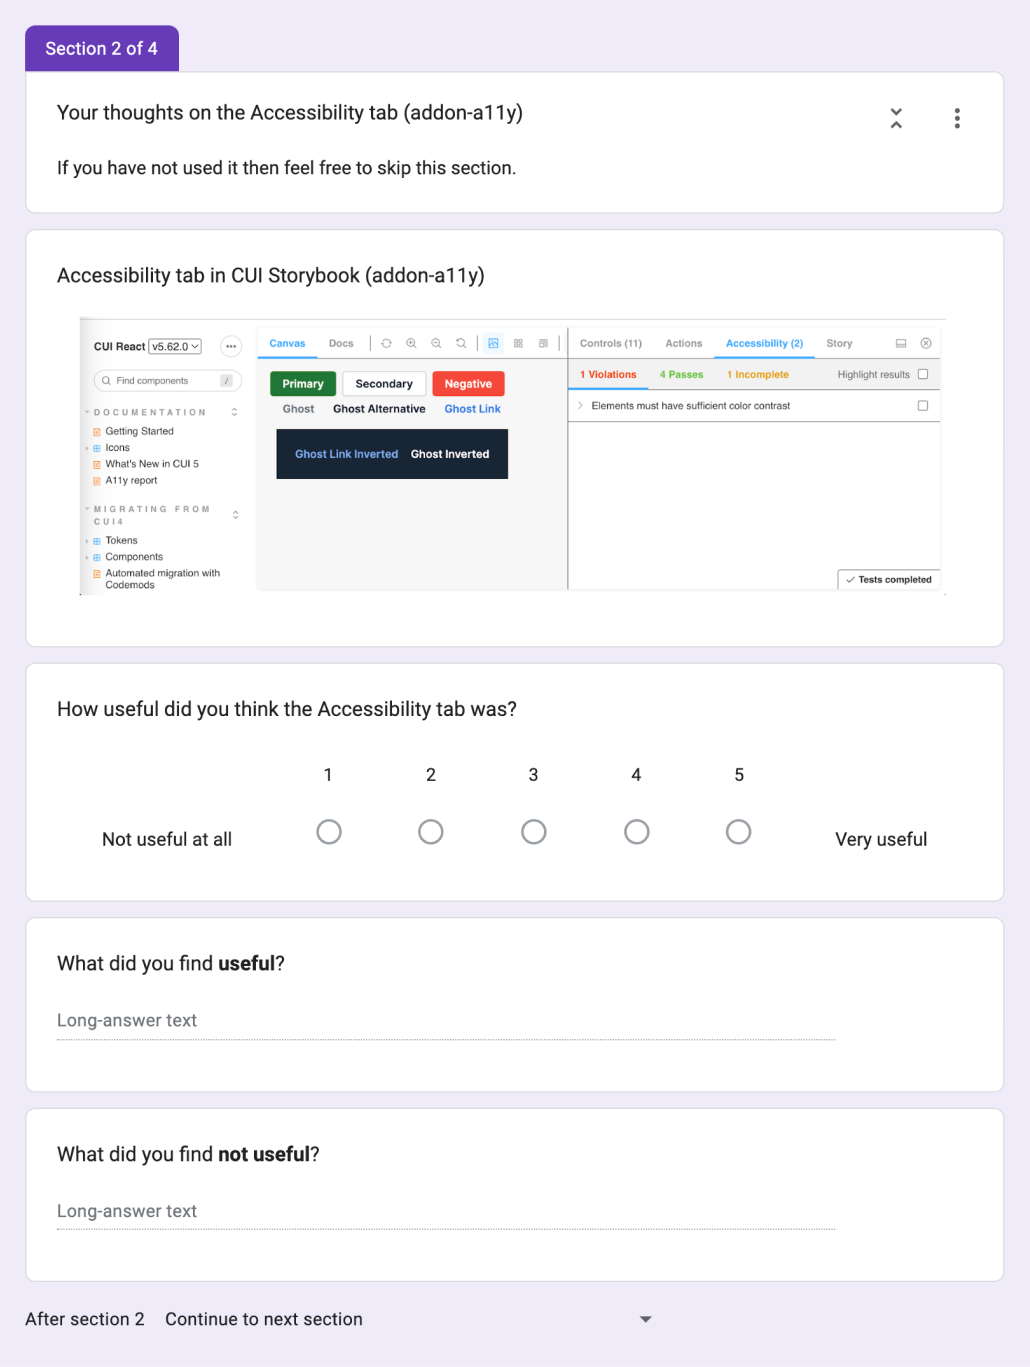 Section 2 of 4
Your thoughts on the Accessibility tab (addon-a11y)
If you have not used it then feel free to skip this section.
Accessibility tab in CUI Storybook (addon-a11y)
CUI React v5.62.0
Find components /
DOCUMENTATION
Getting Started
Icons
What's New in CUI 5
A11y report
MIGRATING FROM
CUI4
Tokens
Components
Automated migration with
Codemods
Canvas Docs
Primary Secondary Negative
Ghost Ghost Alternative Ghost Link
Ghost Link Inverted Ghost Inverted
Controls (11) Actions Accessibility (2) Story
1 Violations 4 Passes 1 Incomplete Highlight results
Elements must have sufficient color contrast
Tests completed
How useful did you think the Accessibility tab was?
1 2 3 4 5
Not useful at all Very useful
What did you find useful?
Long-answer text
What did you find not useful?
Long-answer text
After section 2 Continue to next section